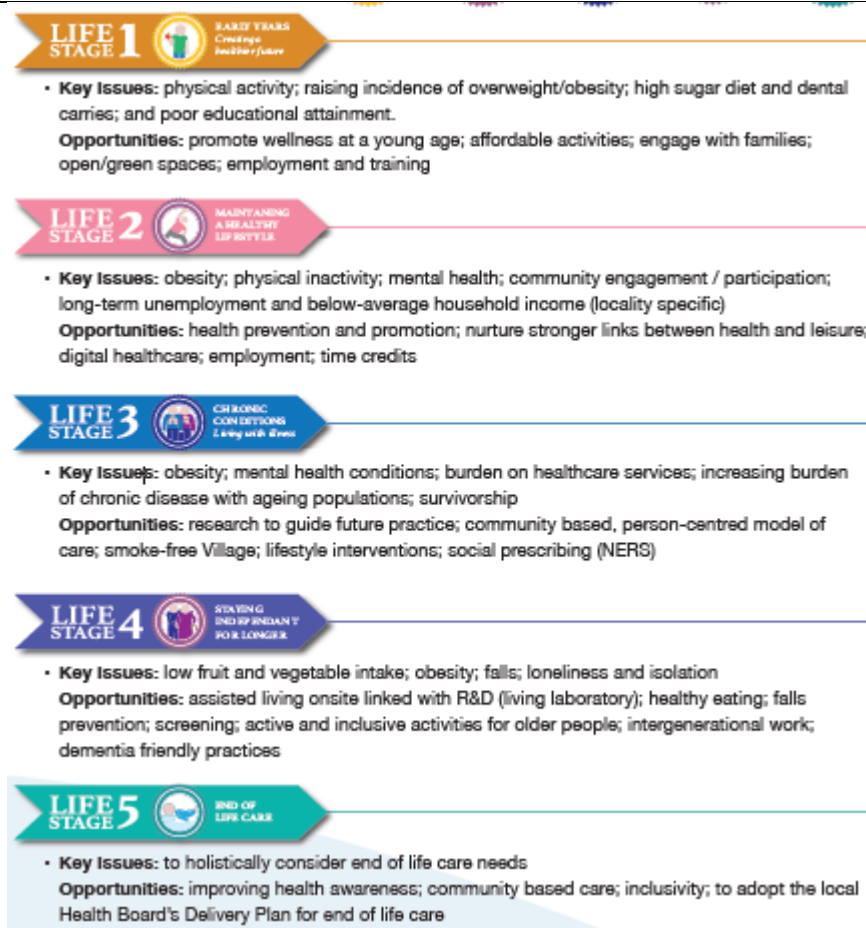 LIFE STAGE 1
EARLY YEARS
Creating a
healthier future
• Key Issues: physical activity; raising incidence of overweight/obesity; high sugar diet and dental
carries; and poor educational attainment.
Opportunities: promote wellness at a young age; affordable activities; engage with families;
open/green spaces; employment and training
LIFE STAGE 2
MAINTANING
A HEALTHY
LIFESTYLE
• Key Issues: obesity; physical inactivity; mental health; community engagement / participation;
long-term unemployment and below-average household income (locality specific)
Opportunities: health prevention and promotion; nurture stronger links between health and leisure;
digital healthcare; employment; time credits
LIFE STAGE 3
CHRONIC
CONDITIONS
Living with illness
• Key Issues: obesity; mental health conditions; burden on healthcare services; increasing burden
of chronic disease with ageing populations; survivorship
Opportunities: research to guide future practice; community based, person-centred model of
care; smoke-free Village; lifestyle interventions; social prescribing (NERS)
LIFE STAGE 4
STAYING
INDEPENDANT
FOR LONGER
• Key Issues: low fruit and vegetable intake; obesity; falls; loneliness and isolation
Opportunities: assisted living onsite linked with R&D (living laboratory); healthy eating; falls
prevention; screening; active and inclusive activities for older people; intergenerational work;
dementia friendly practices
LIFE STAGE 5
END OF
LIFE CARE
• Key Issues: to holistically consider end of life care needs
Opportunities: improving health awareness; community based care; inclusivity; to adopt the local
Health Board's Delivery Plan for end of life care